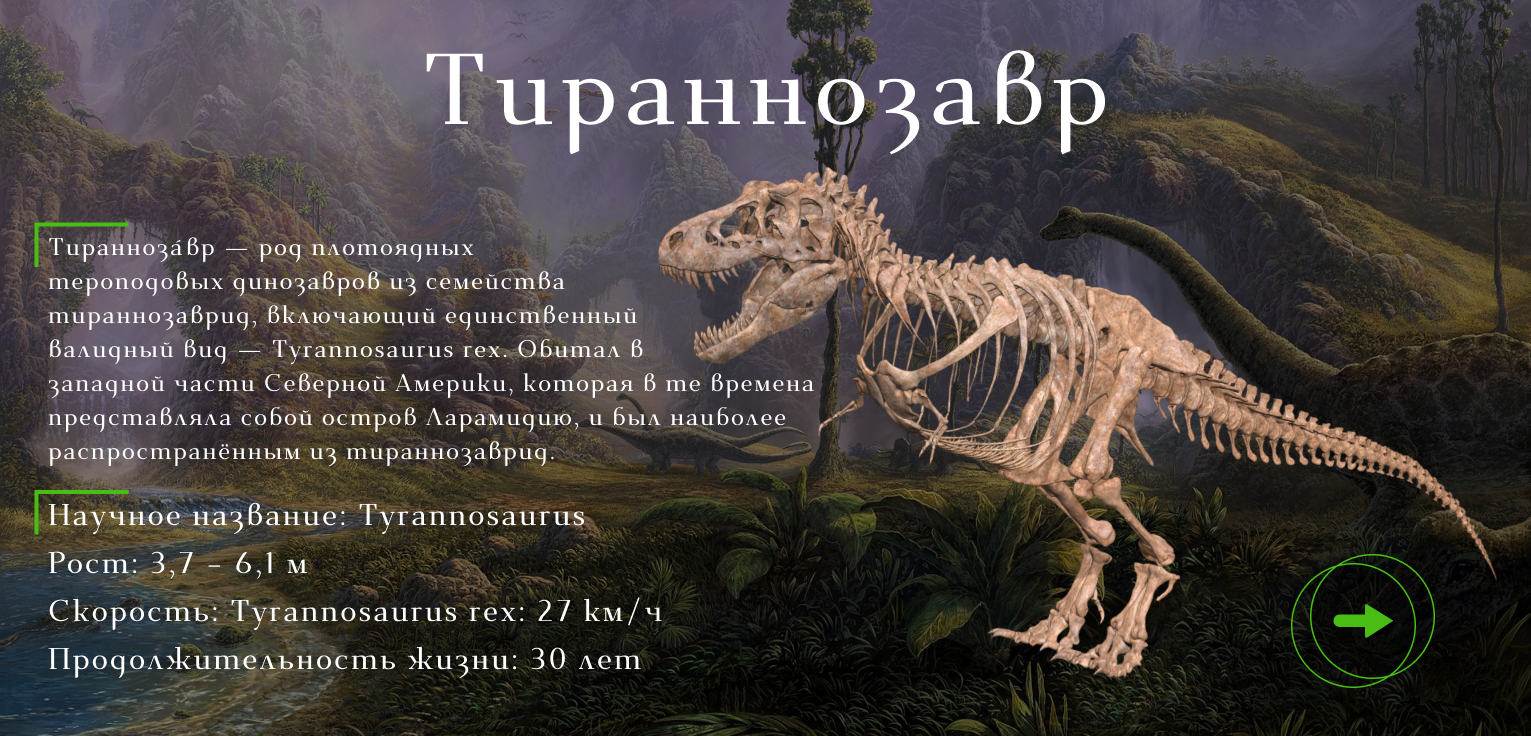 Тираннозавр
Тираннозáвр — род плотоядных
тероподовых динозавров из семейства
тираннозаврид, включающий единственный
валидный вид — Tyrannosaurus rex. Обитал в
западной части Северной Америки, которая в те времена
представляла собой остров Ларамидию, и был наиболее
распространённым из тираннозаврид.
Научное название: Tyrannosaurus
Рост: 3,7 – 6,1 м
Скорость: Tyrannosaurus rex: 27 км/ч
Продолжительность жизни: 30 лет